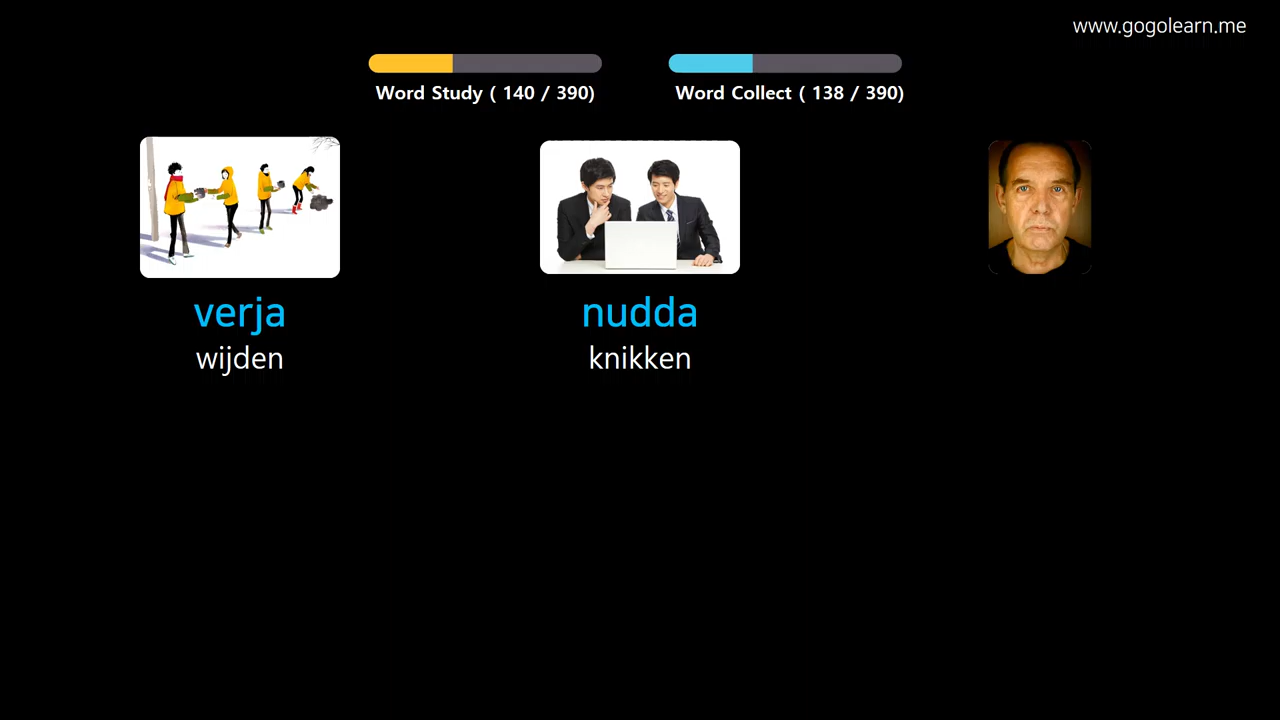 www.gogolearn.me
Word Study ( 140 / 390)
Word Collect ( 138 / 390)
verja
wijden
nudda
knikken